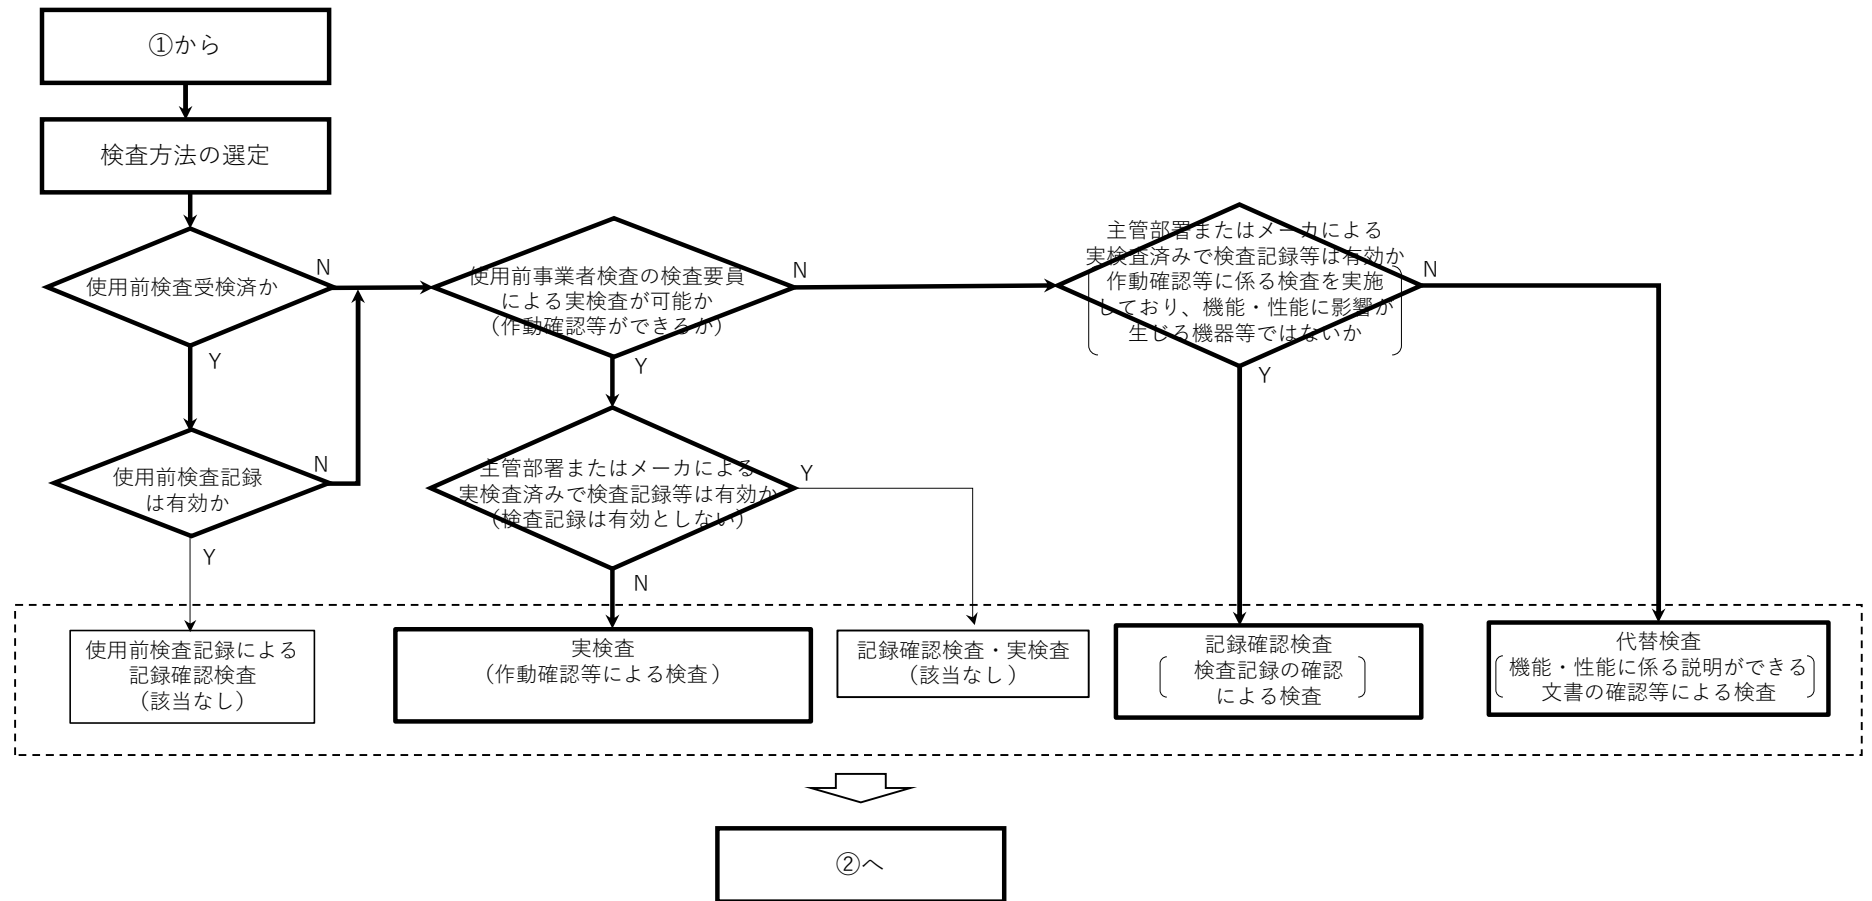 ①から
検査方法の選定
使用前検査受検済か
N
Y
使用前検査記録
は有効か
N
Y
使用前事業者検査の検査要員
による実検査が可能か
（作動確認等ができるか）
N
Y
主管部署またはメーカによる
実検査済みで検査記録等は有効か
（検査記録は有効としない）
Y
N
主管部署またはメーカによる
実検査済みで検査記録等は有効か
作動確認等に係る検査を実施
しており、機能・性能に影響が
生じる機器等ではないか
N
Y
使用前検査記録による
記録確認検査
（該当なし）
実検査
（作動確認等による検査）
記録確認検査・実検査
（該当なし）
記録確認検査
検査記録の確認
による検査
代替検査
機能・性能に係る説明ができる
文書の確認等による検査
②へ